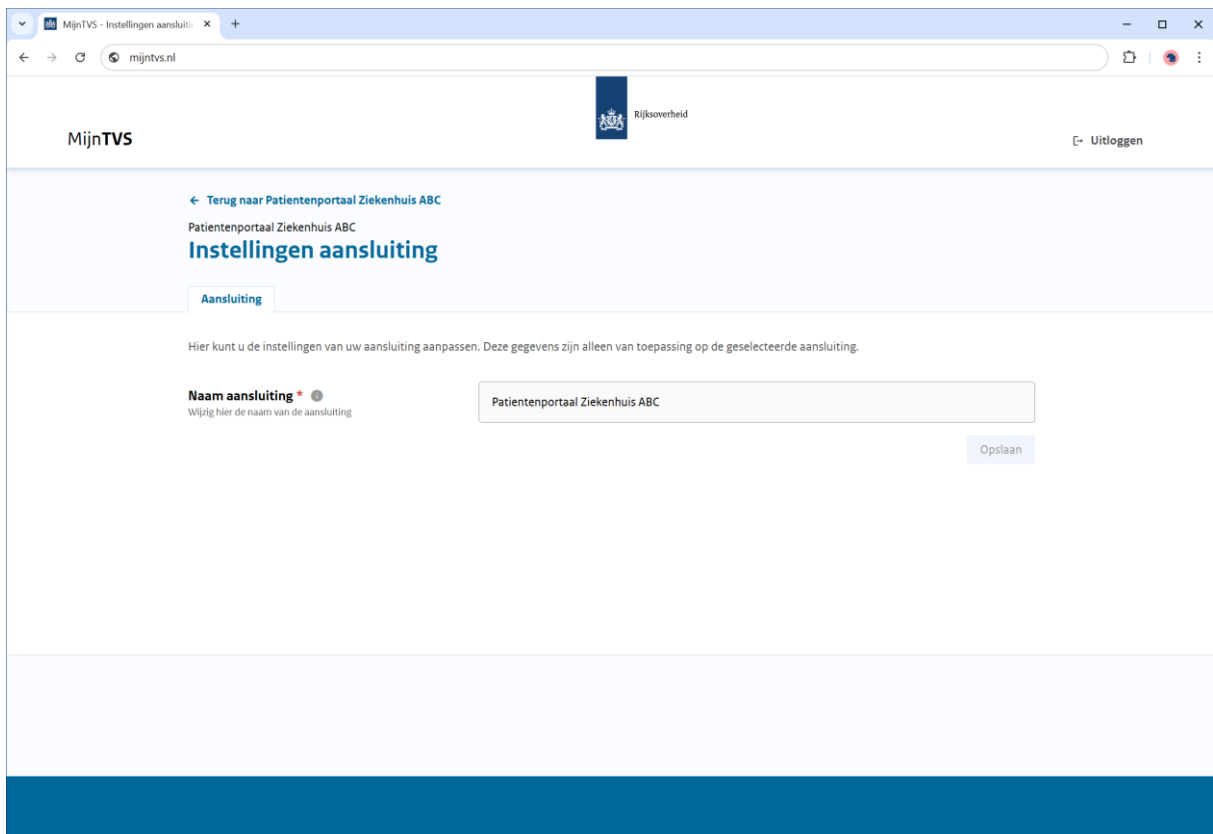 MijnTVS - Instellingen aansluitin
mijntvs.nl
Rijksoverheid
MijnTVS
Uitloggen
← Terug naar Patientenportaal Ziekenhuis ABC
Patientenportaal Ziekenhuis ABC
Instellingen aansluiting
Aansluiting
Hier kunt u de instellingen van uw aansluiting aanpassen. Deze gegevens zijn alleen van toepassing op de geselecteerde aansluiting.
Naam aansluiting *
Wijzig hier de naam van de aansluiting
Patientenportaal Ziekenhuis ABC
Opslaan